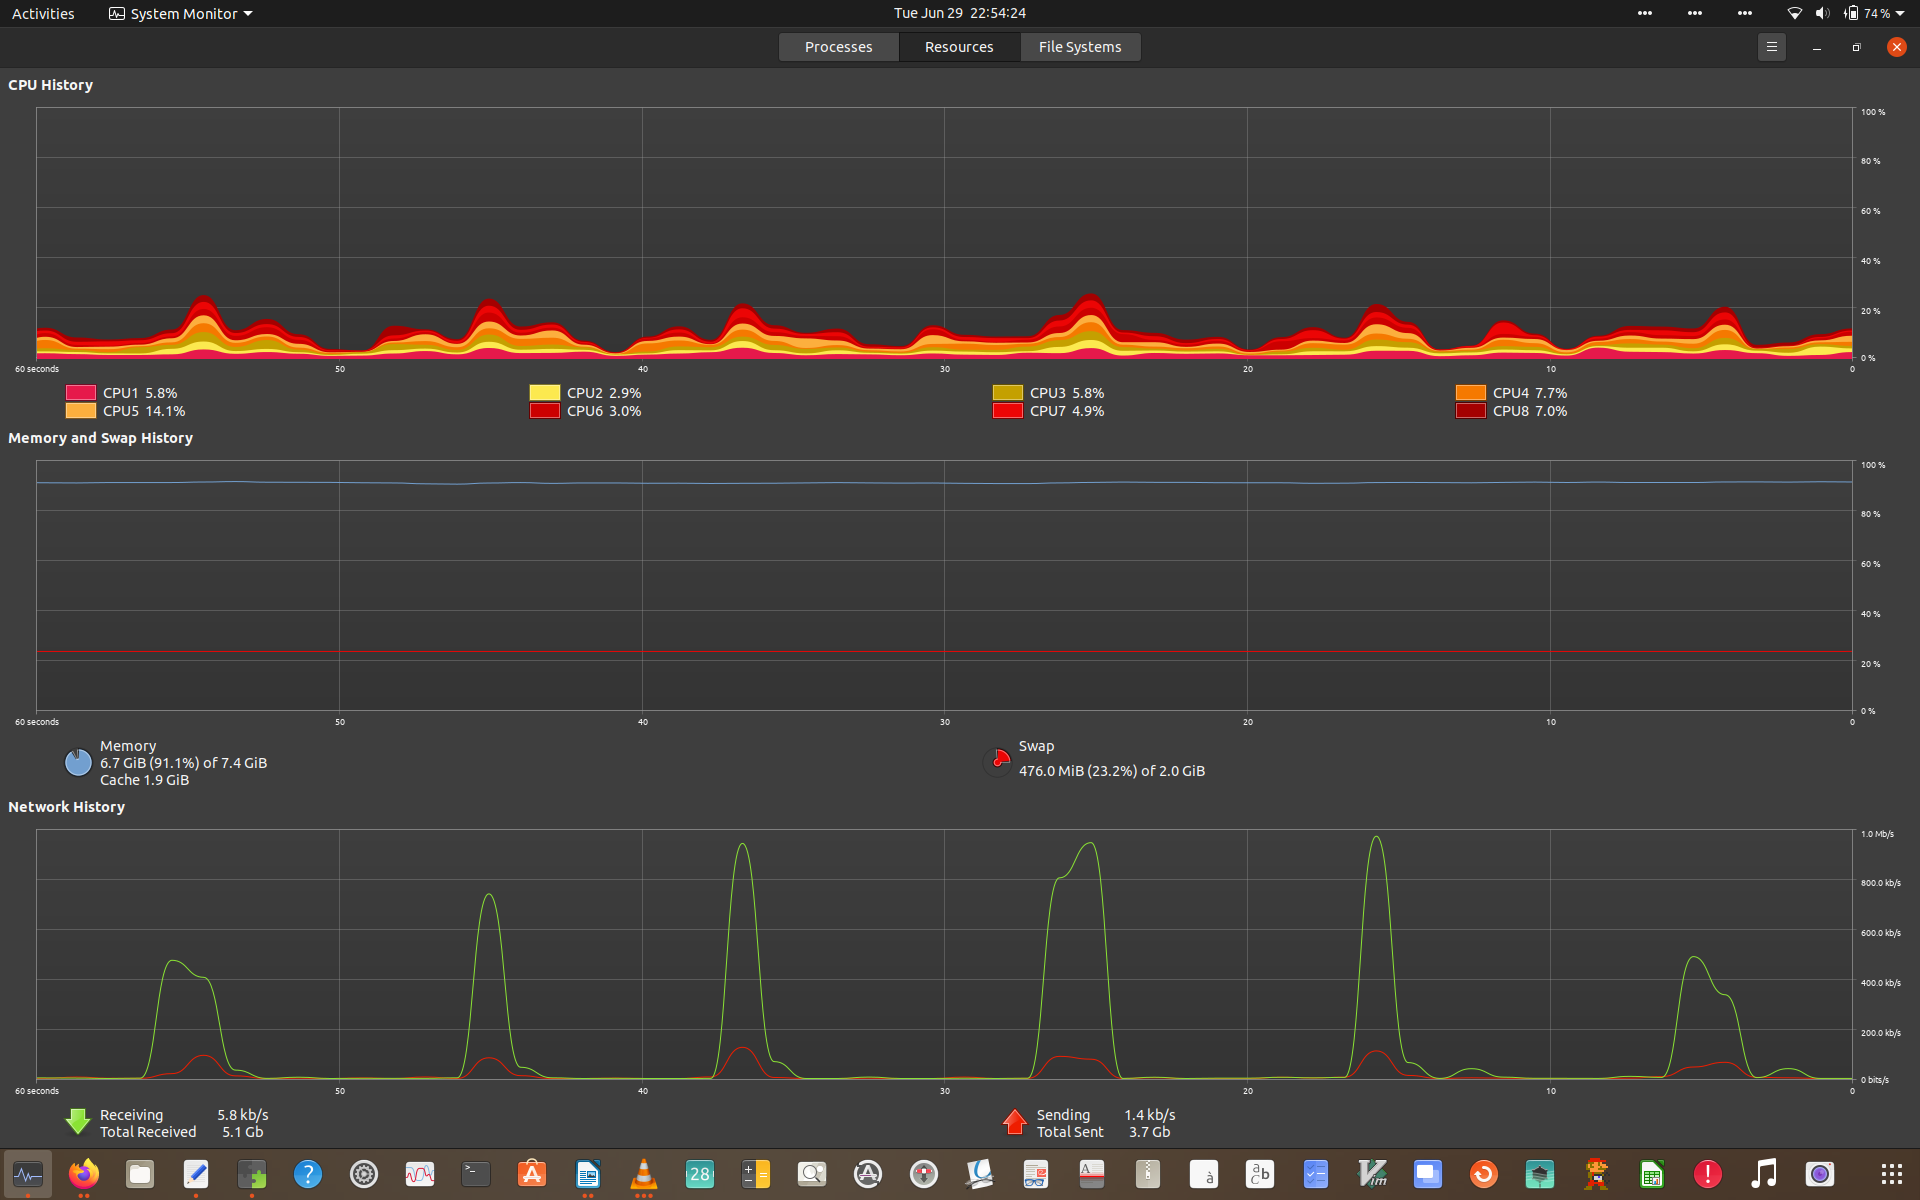 Activities System Monitor Tue Jun 29 22:54:24 74 %
Processes Resources File Systems
CPU History
100 %
80 %
60 %
40 %
20 %
0 %
60 seconds 50 40 30 20 10 0
CPU1 5.8% CPU2 2.9% CPU3 5.8% CPU4 7.7%
CPU5 14.1% CPU6 3.0% CPU7 4.9% CPU8 7.0%
Memory and Swap History
100 %
80 %
60 %
40 %
20 %
0 %
60 seconds 50 40 30 20 10 0
Memory
6.7 GiB (91.1%) of 7.4 GiB
Cache 1.9 GiB
Swap
476.0 MiB (23.2%) of 2.0 GiB
Network History
1.0 Mb/s
800.0 kb/s
600.0 kb/s
400.0 kb/s
200.0 kb/s
0 bits/s
60 seconds 50 40 30 20 10 0
Receiving 5.8 kb/s
Total Received 5.1 Gb
Sending 1.4 kb/s
Total Sent 3.7 Gb
? >_ A 28 A A à a b c Vim !